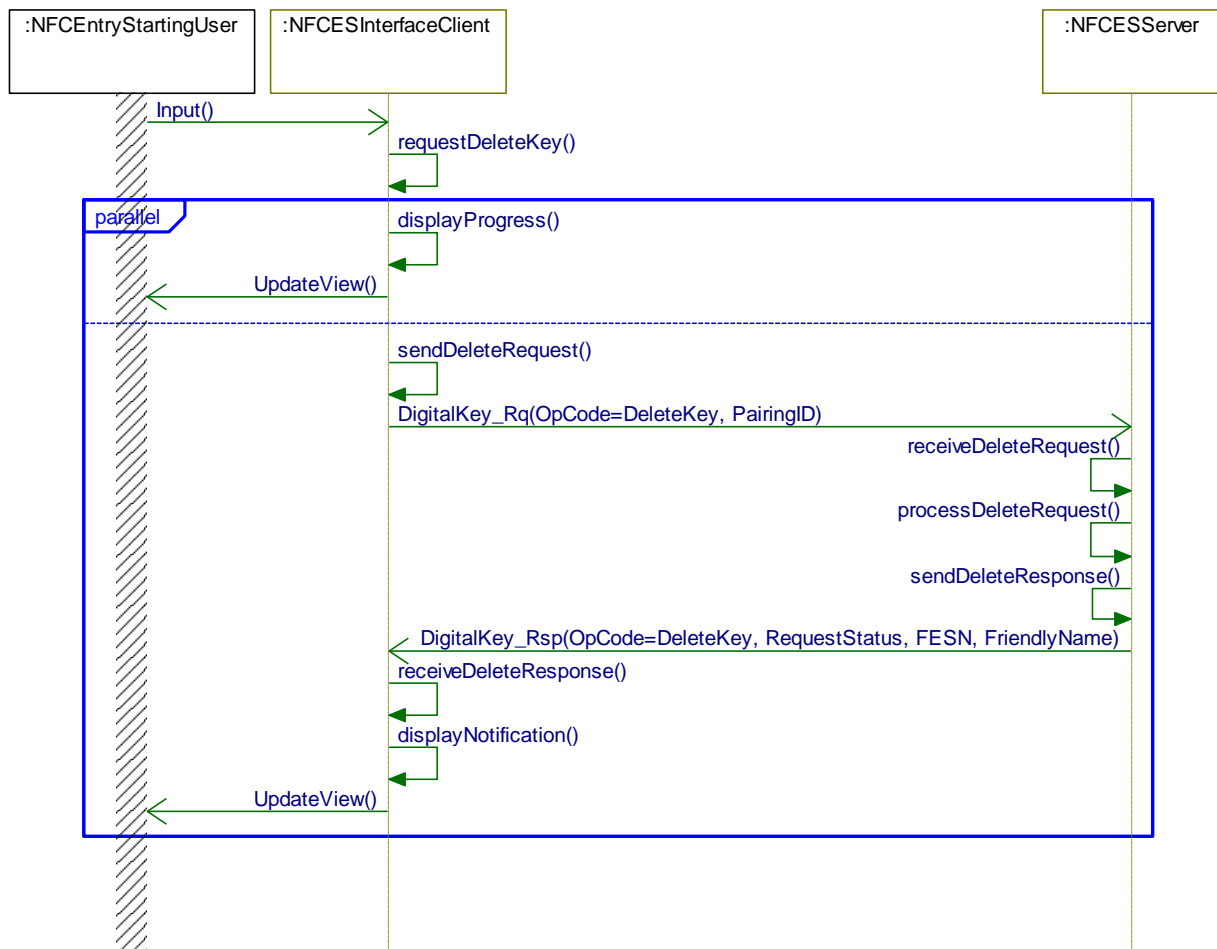 :NFCEntryStartingUser
:NFCESInterfaceClient
:NFCESServer
Input()
requestDeleteKey()
parallel
displayProgress()
UpdateView()
sendDeleteRequest()
DigitalKey_Rq(OpCode=DeleteKey, PairingID)
receiveDeleteRequest()
processDeleteRequest()
sendDeleteResponse()
DigitalKey_Rsp(OpCode=DeleteKey, RequestStatus, FESN, FriendlyName)
receiveDeleteResponse()
displayNotification()
UpdateView()